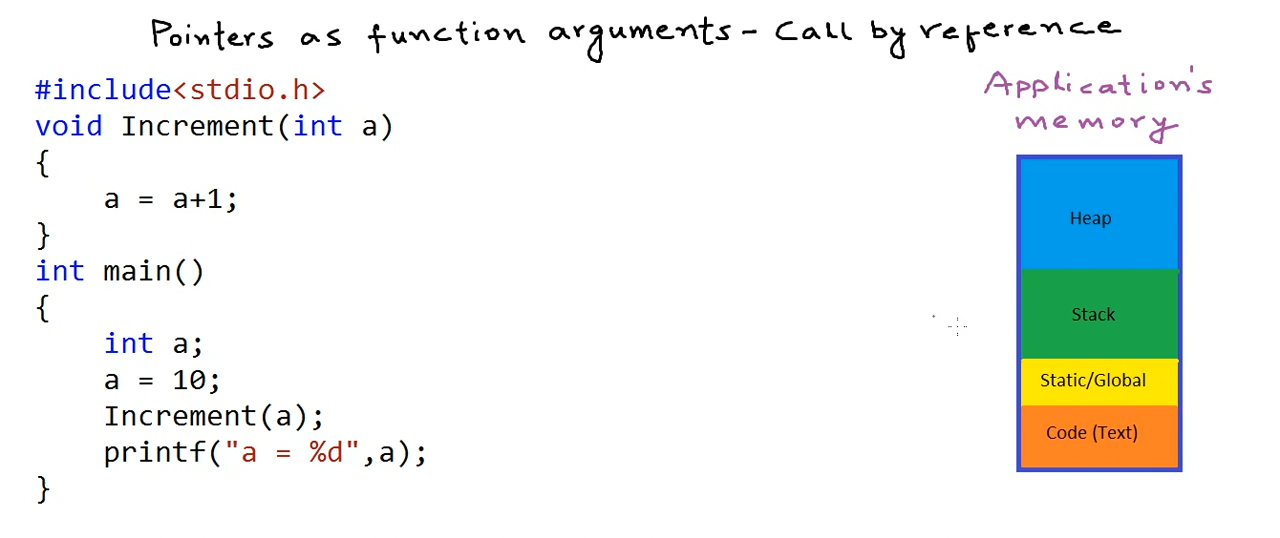 Pointers as function arguments - Call by reference
#include<stdio.h>
void Increment(int a)
{
    a = a+1;
}
int main()
{
    int a;
    a = 10;
    Increment(a);
    printf("a = %d",a);
}
Application's
memory
Heap
Stack
Static/Global
Code (Text)